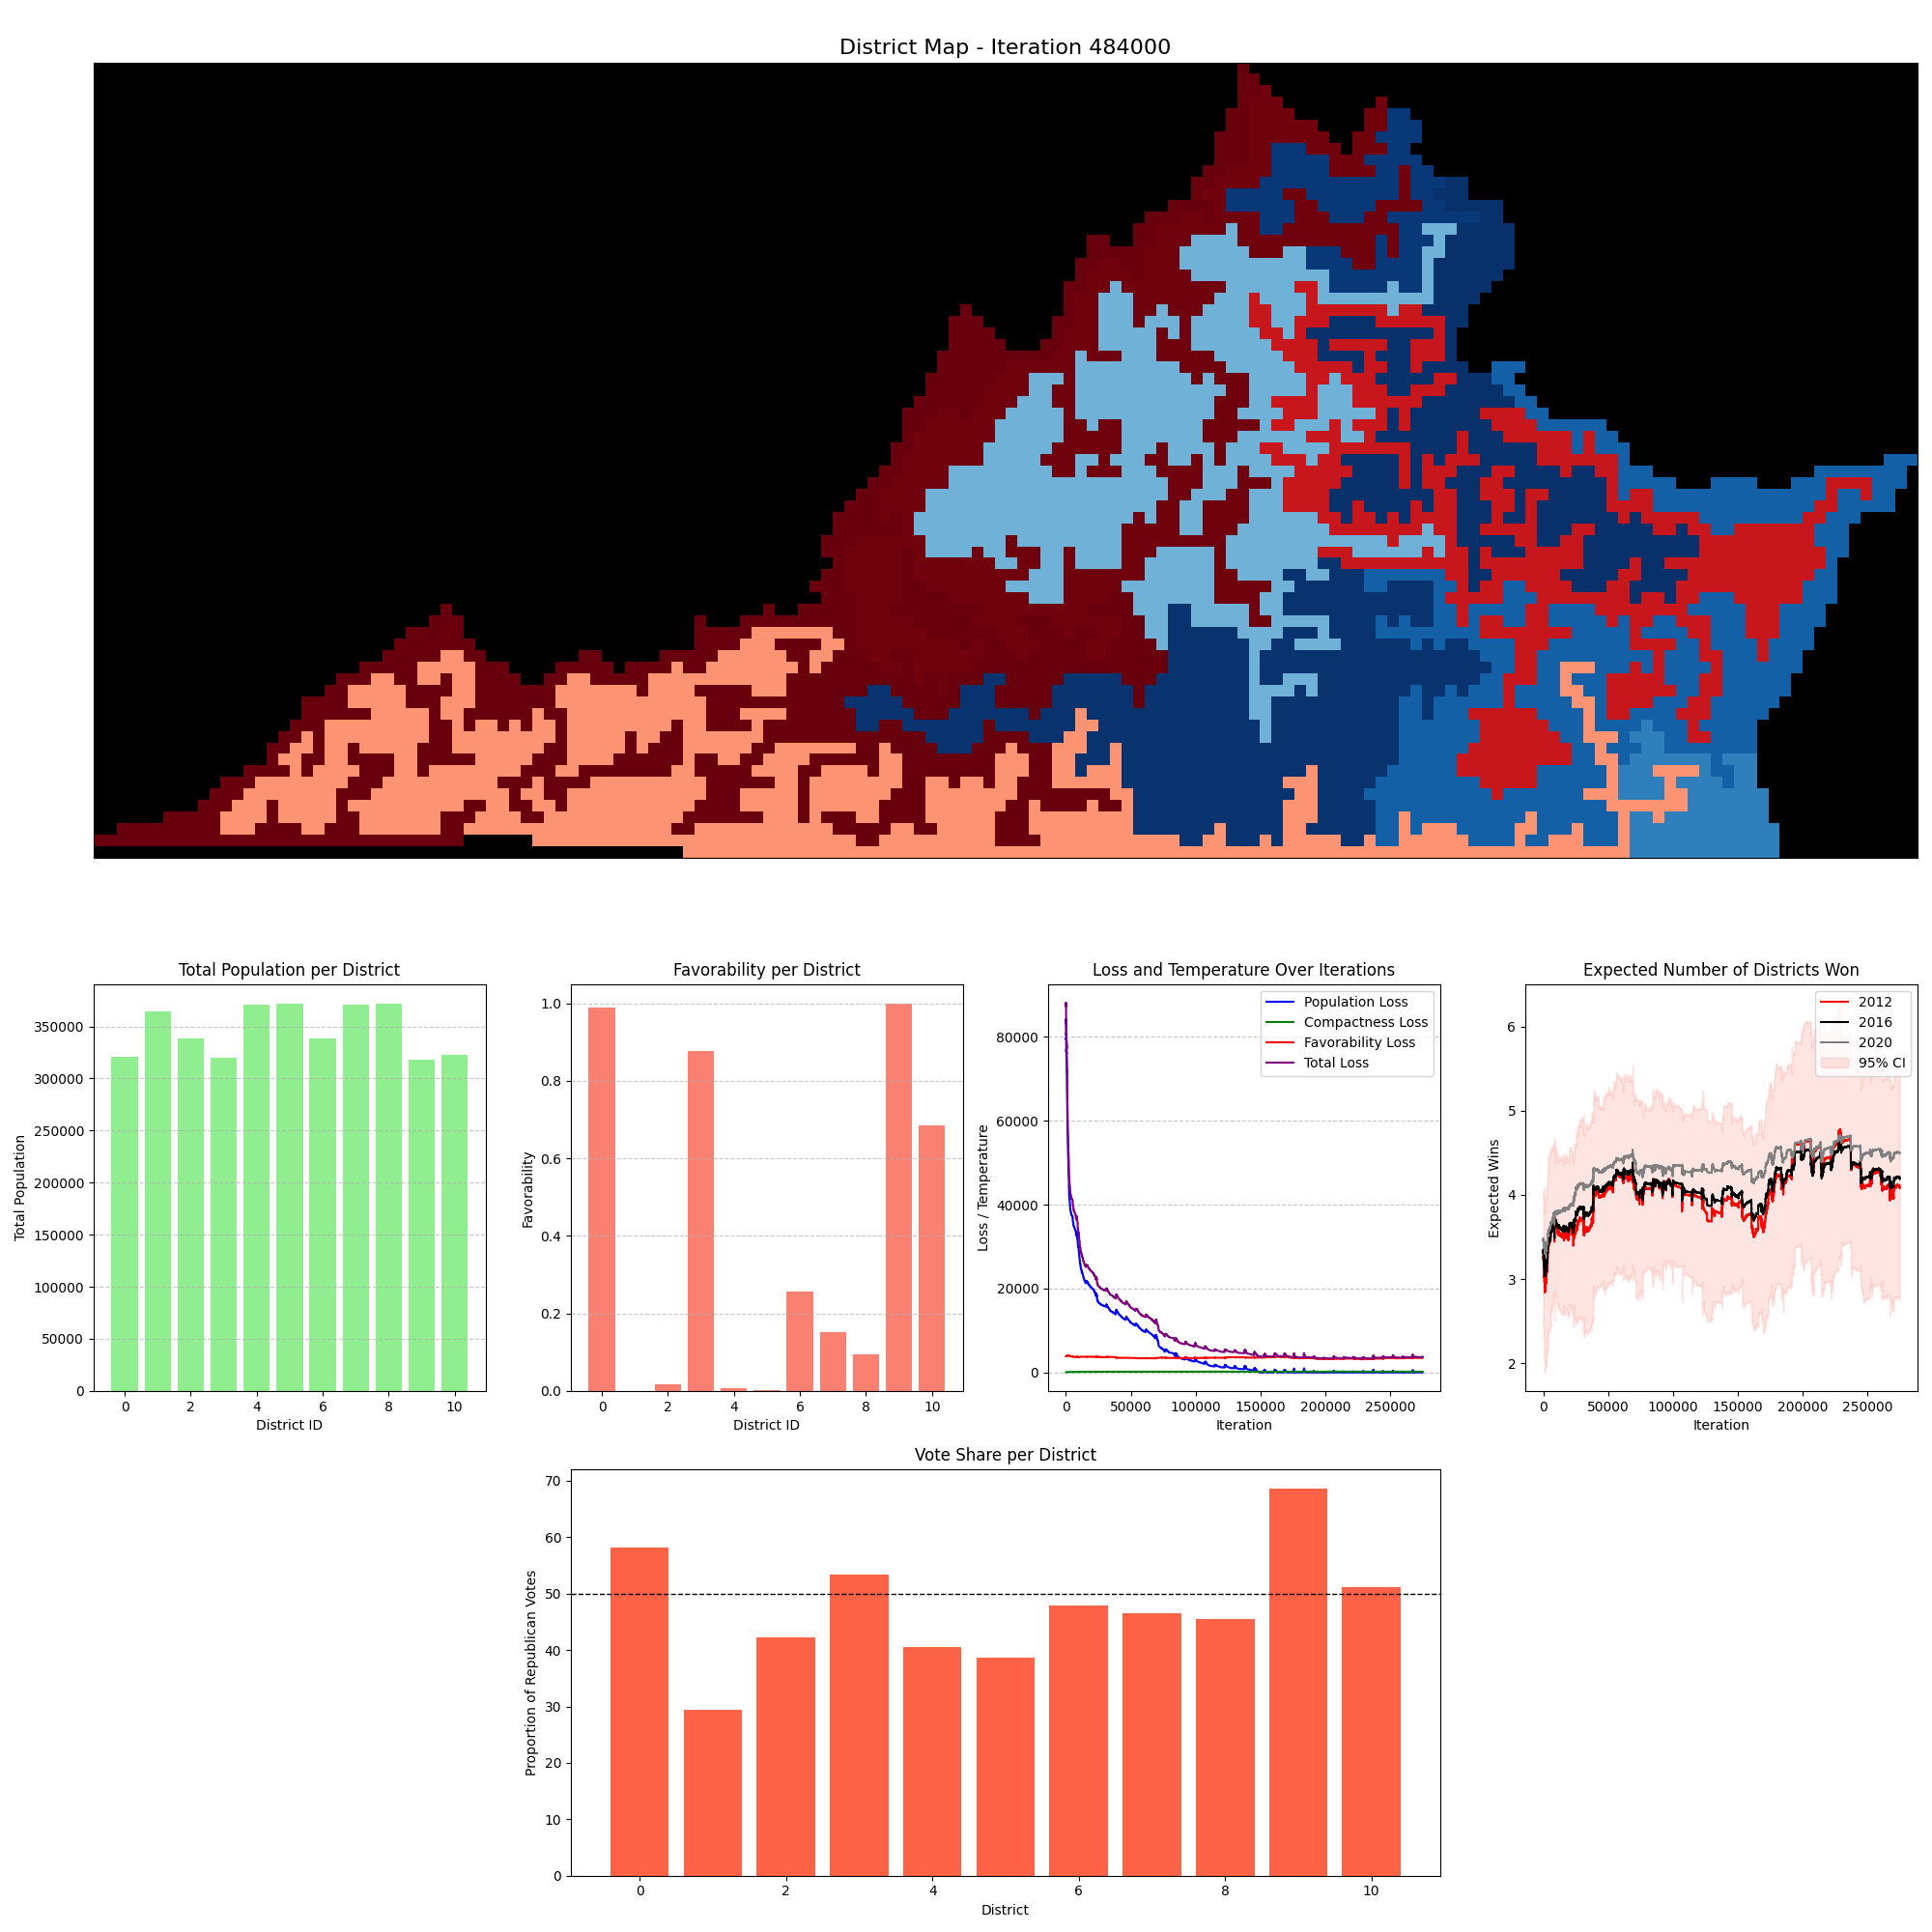 District Map - Iteration 484000
Total Population per District
Total Population
350000
300000
250000
200000
150000
100000
50000
0
0 2 4 6 8 10
District ID
Favorability per District
Favorability
1.0
0.8
0.6
0.4
0.2
0.0
0 2 4 6 8 10
District ID
Loss and Temperature Over Iterations
Loss / Temperature
80000
60000
40000
20000
0
Population Loss
Compactness Loss
Favorability Loss
Total Loss
0 50000 100000 150000 200000 250000
Iteration
Expected Number of Districts Won
Expected Wins
6
5
4
3
2
2012
2016
2020
95% CI
0 50000 100000 150000 200000 250000
Iteration
Vote Share per District
Proportion of Republican Votes
70
60
50
40
30
20
10
0
0 2 4 6 8 10
District